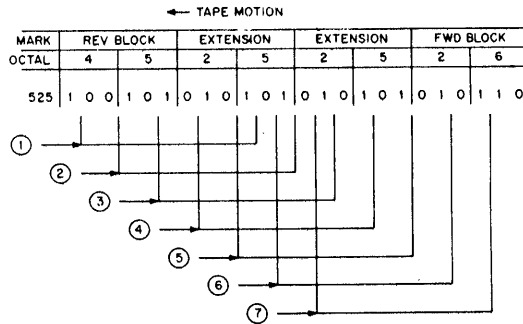 ← TAPE MOTION
MARK REV BLOCK EXTENSION EXTENSION FWD BLOCK
OCTAL 4 5 2 5 2 5 2 6
525 1 0 0 1 0 1 0 1 0 1 0 1 0 1 0 1 0 1 0 1 0 1 1 0
1
2
3
4
5
6
7